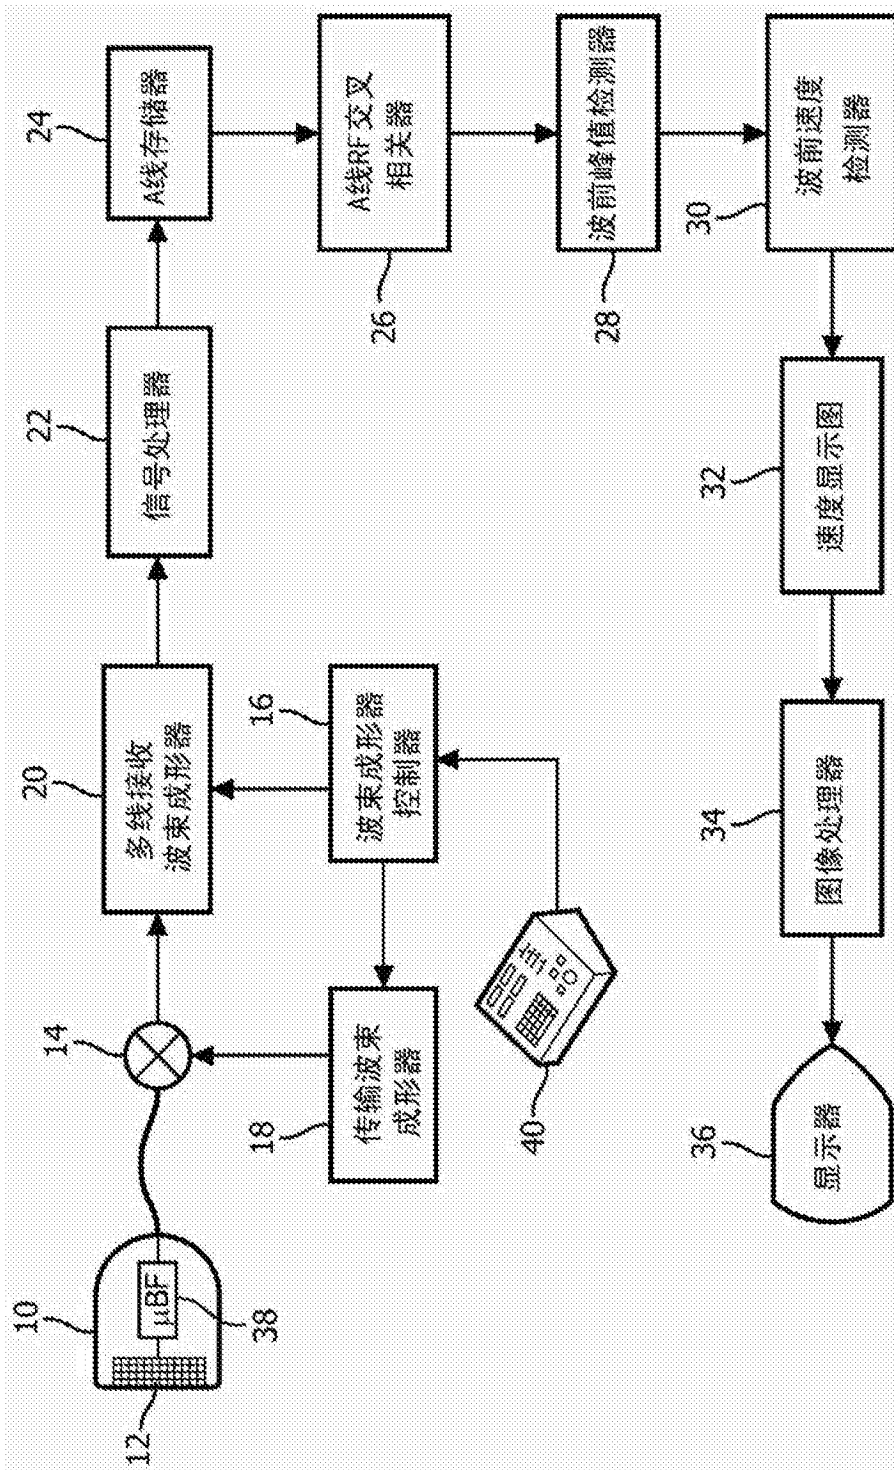 10
12
μBF
38
14
18
传输波束
成形器
16
波束成形器
控制器
40
20
多线接收
波束成形器
22
信号处理器
24
A线存储器
26
A线RF交叉
相关器
28
波前峰值检测器
30
波前速度
检测器
32
速度显示图
34
图像处理器
36
显示器